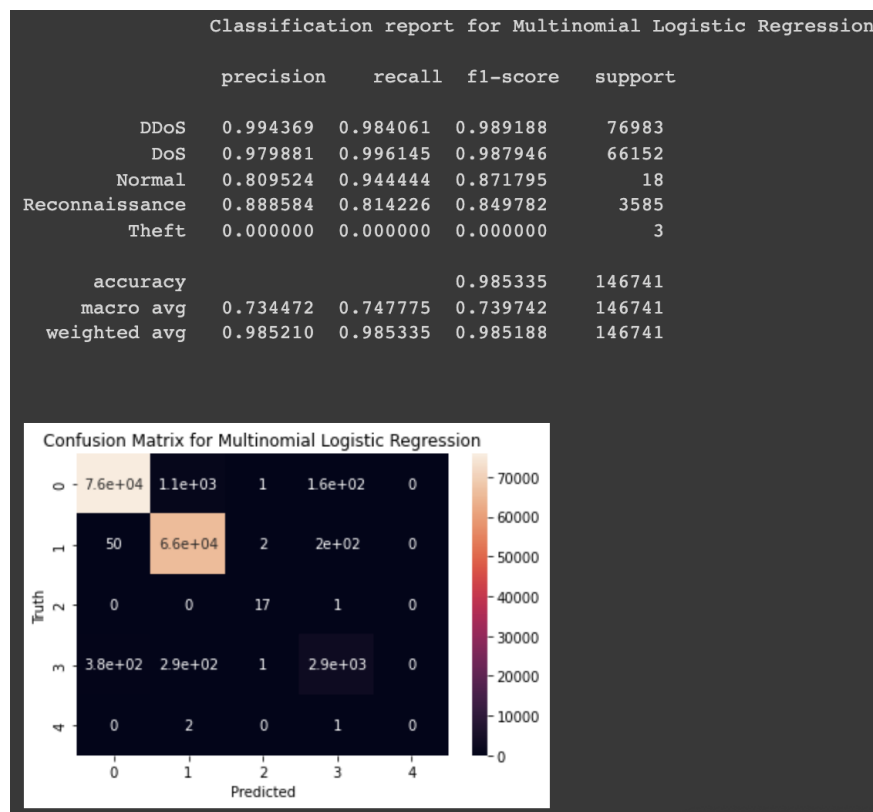 Classification report for Multinomial Logistic Regression
precision recall f1-score support
DDoS 0.994369 0.984061 0.989188 76983
DoS 0.979881 0.996145 0.987946 66152
Normal 0.809524 0.944444 0.871795 18
Reconnaissance 0.888584 0.814226 0.849782 3585
Theft 0.000000 0.000000 0.000000 3
accuracy 0.985335 146741
macro avg 0.734472 0.747775 0.739742 146741
weighted avg 0.985210 0.985335 0.985188 146741
Confusion Matrix for Multinomial Logistic Regression
0 7.6e+04 1.1e+03 1 1.6e+02 0
1 50 6.6e+04 2 2e+02 0
2 0 0 17 1 0
3 3.8e+02 2.9e+02 1 2.9e+03 0
4 0 2 0 1 0
0 1 2 3 4
Truth
Predicted
70000
60000
50000
40000
30000
20000
10000
0